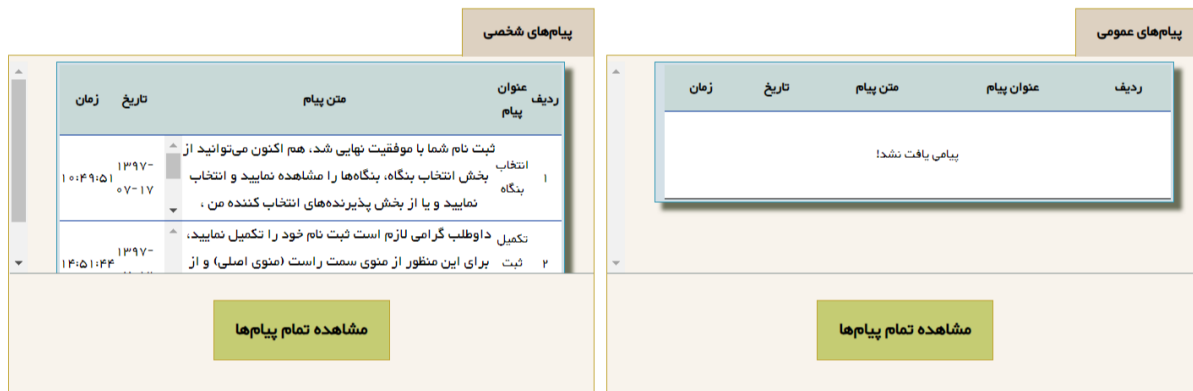 پیام‌های عمومی
ردیف عنوان پیام متن پیام تاریخ زمان
پیامی یافت نشد!
مشاهده تمام پیام‌ها
پیام‌های شخصی
ردیف عنوان پیام متن پیام تاریخ زمان
۱ انتخاب بنگاه
ثبت نام شما با موفقیت نهایی شد، هم اکنون می‌توانید از
بخش انتخاب بنگاه، بنگاه‌ها را مشاهده نمایید و انتخاب
نمایید و یا از بخش پذیرنده‌های انتخاب کننده من ،
۱۳۹۷-
۰۷-۱۷
۱۰:۴۹:۵۱
۲ تکمیل ثبت
داوطلب گرامی لازم است ثبت نام خود را تکمیل نمایید،
برای این منظور از منوی سمت راست (منوی اصلی) و از
۱۳۹۷-
۱۴:۵۱:۴۴
مشاهده تمام پیام‌ها